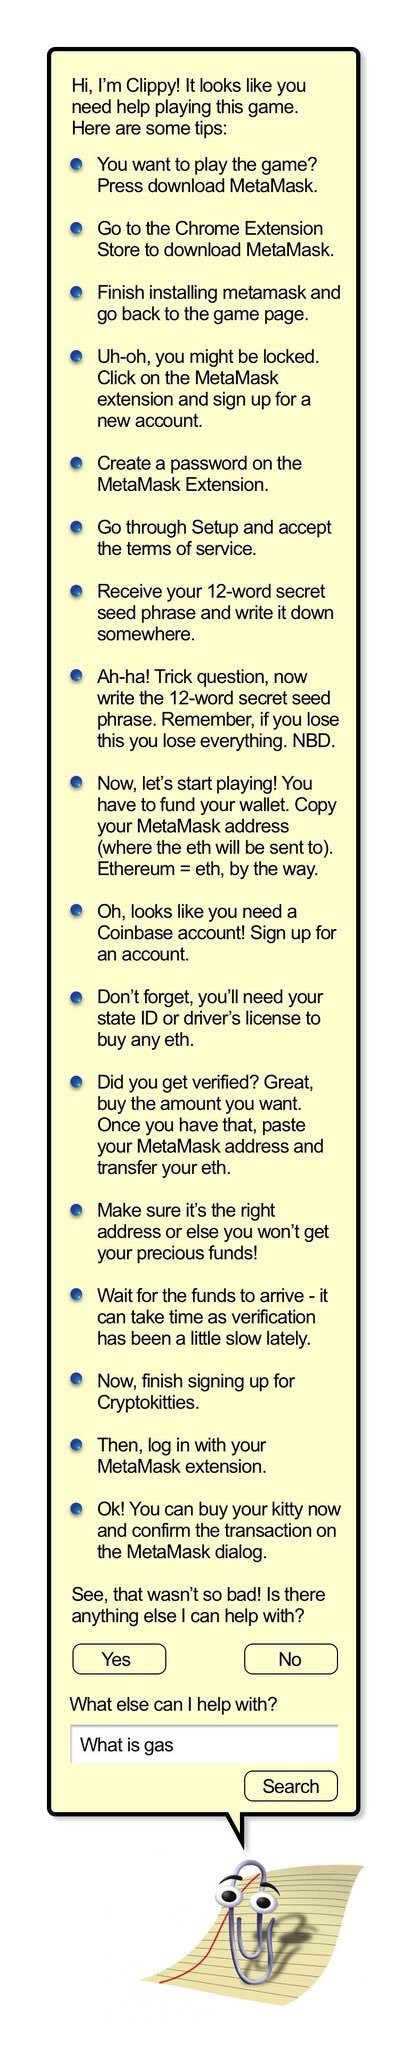 Hi, I'm Clippy! It looks like you
need help playing this game.
Here are some tips:
You want to play the game?
Press download MetaMask.
Go to the Chrome Extension
Store to download MetaMask.
Finish installing metamask and
go back to the game page.
Uh-oh, you might be locked.
Click on the MetaMask
extension and sign up for a
new account.
Create a password on the
MetaMask Extension.
Go through Setup and accept
the terms of service.
Receive your 12-word secret
seed phrase and write it down
somewhere.
Ah-ha! Trick question, now
write the 12-word secret seed
phrase. Remember, if you lose
this you lose everything. NBD.
Now, let's start playing! You
have to fund your wallet. Copy
your MetaMask address
(where the eth will be sent to).
Ethereum = eth, by the way.
Oh, looks like you need a
Coinbase account! Sign up for
an account.
Don't forget, you'll need your
state ID or driver's license to
buy any eth.
Did you get verified? Great,
buy the amount you want.
Once you have that, paste
your MetaMask address and
transfer your eth.
Make sure it's the right
address or else you won't get
your precious funds!
Wait for the funds to arrive - it
can take time as verification
has been a little slow lately.
Now, finish signing up for
Cryptokitties.
Then, log in with your
MetaMask extension.
Ok! You can buy your kitty now
and confirm the transaction on
the MetaMask dialog.
See, that wasn't so bad! Is there
anything else I can help with?
Yes No
What else can I help with?
What is gas
Search